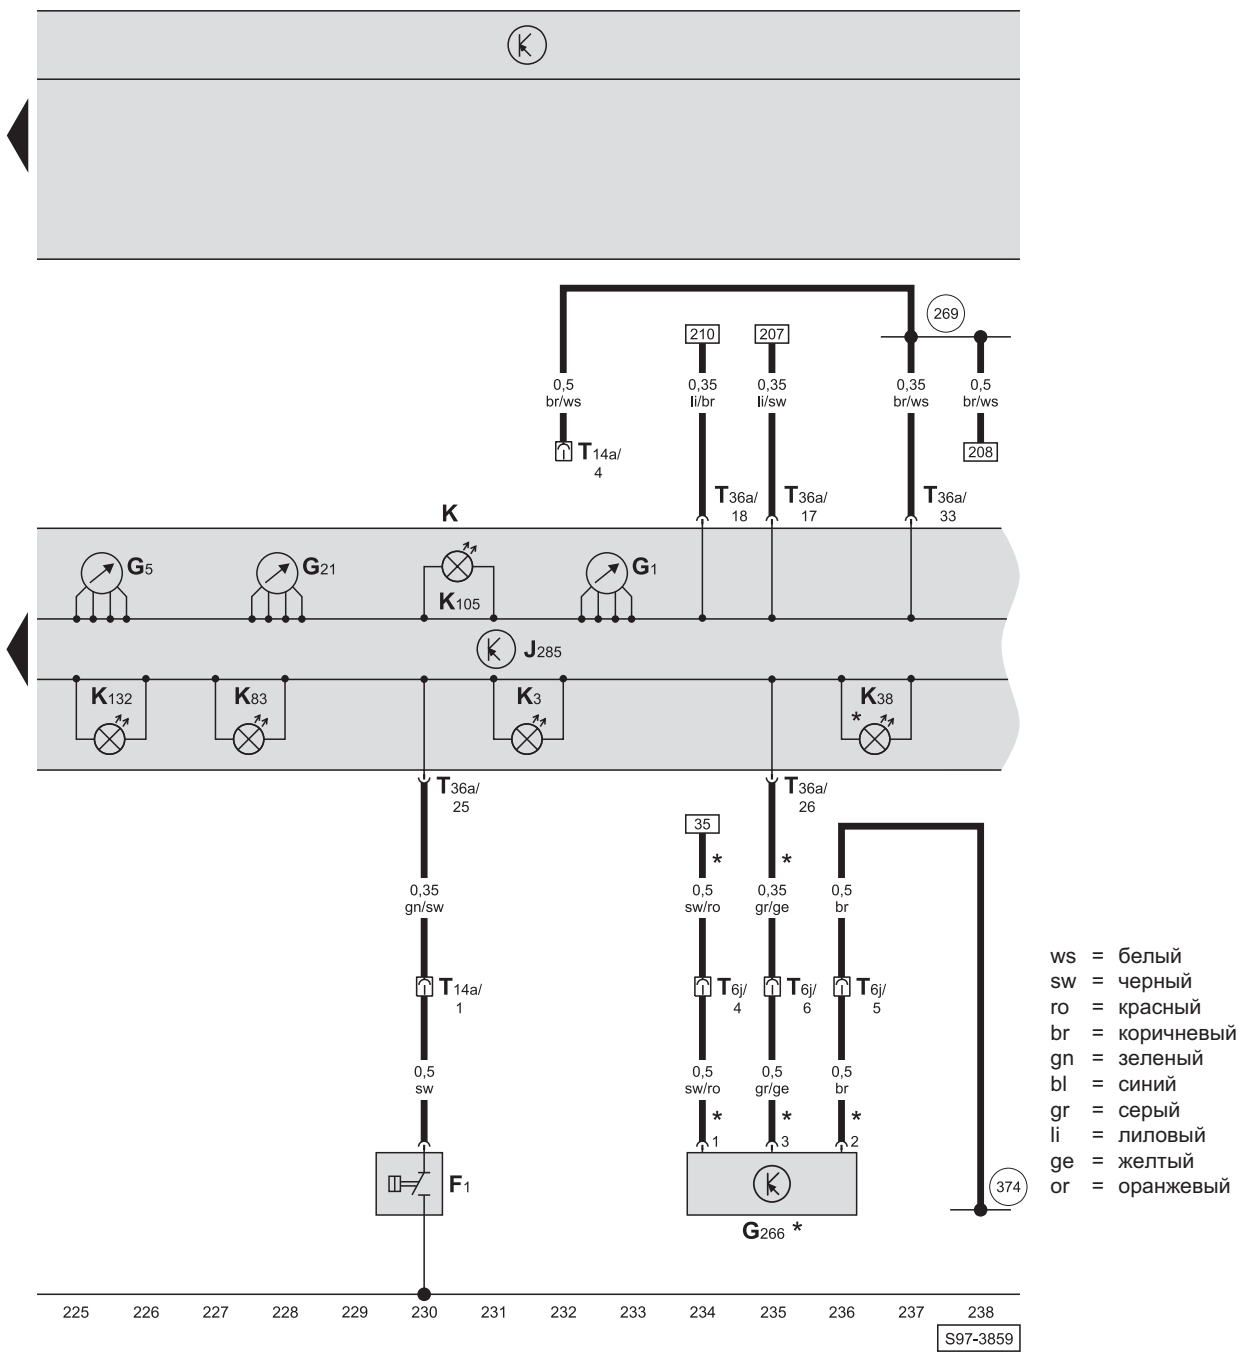 269
210 207
0,5 0,35 0,35 0,35 0,5
br/ws li/br li/sw br/ws br/ws
208
T14a/
4
T36a/ T36a/ T36a/
18 17 33
K
G5 G21 G1
K105
J285
K132 K83 K3 K38
*
T36a/ T36a/
25 26
35
* *
0,35 0,5 0,35 0,5
gn/sw sw/ro gr/ge br
T14a/ T6j/ T6j/ T6j/
1 4 6 5
0,5 0,5 0,5 0,5
sw sw/ro gr/ge br
* * *
1 3 2
F1
G266 *
374
ws = белый
sw = черный
ro = красный
br = коричневый
gn = зеленый
bl = синий
gr = серый
li = лиловый
ge = желтый
or = оранжевый
225 226 227 228 229 230 231 232 233 234 235 236 237 238
S97-3859